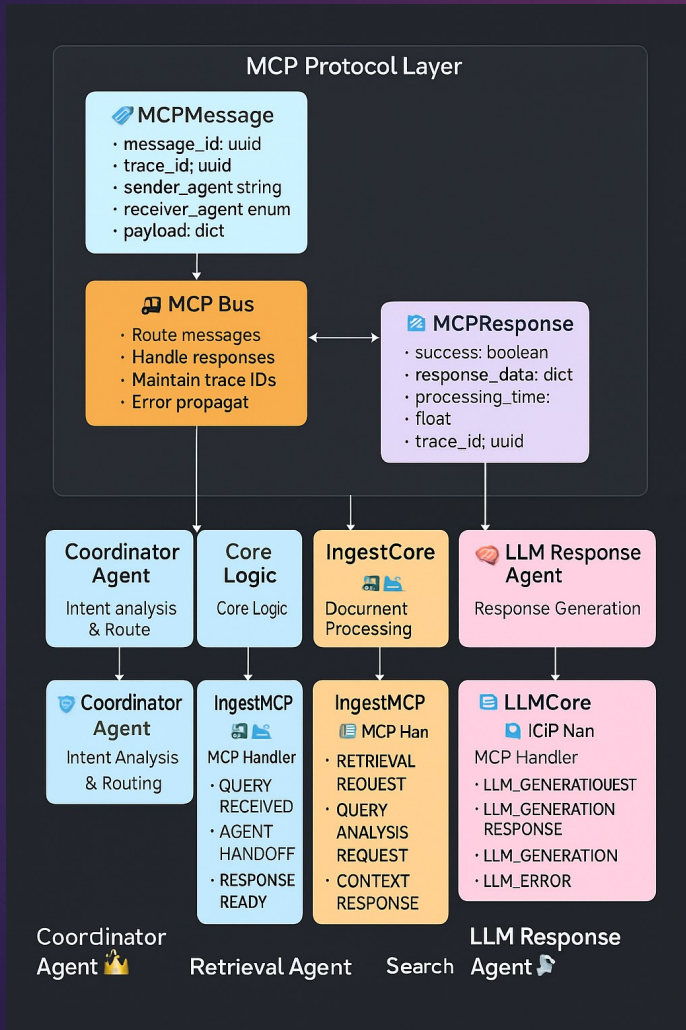 MCP Protocol Layer
MCPMessage
· message_id: uuid
· trace_id; uuid
· sender_agent string
· receiver_agent enum
· payload: dict
MCP Bus
· Route messages
· Handle responses
· Maintain trace IDs
· Error propagat
MCPResponse
· success: boolean
· response_data: dict
· processing_time:
· float
· trace_id; uuid
Coordinator
Agent
Intent analysis
& Route
Core
Logic
Core Logic
IngestCore
Docurnent
Processing
LLM Response
Agent
Response Generation
Coordinator
Agent
Intent Analysis
& Routing
IngestMCP
MCP Handler
· QUERY
RECEIVED
· AGENT
HANDOFF
· RESPONSE
READY
IngestMCP
MCP Han
· RETRIEVAL
REOUEST
· QUERY
ANALYSIS
REQUEST
· CONTEXT
RESPONSE
LLMCore
ICiP Nan
MCP Handler
· LLM_GENERATIOUEST
· LLM_GENERATION
RESPONSE
· LLM_GENERATION
· LLM_ERROR
Coordinator
Agent
Retrieval Agent
Search
LLM Response
Agent